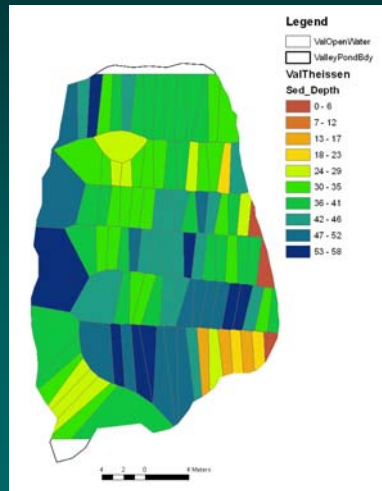 Legend
ValOpenWater
ValleyPondBdy
ValTheissen
Sed_Depth
0 - 6
7 - 12
13 - 17
18 - 23
24 - 29
30 - 35
36 - 41
42 - 46
47 - 52
53 - 58
4 2 0 4 Meters